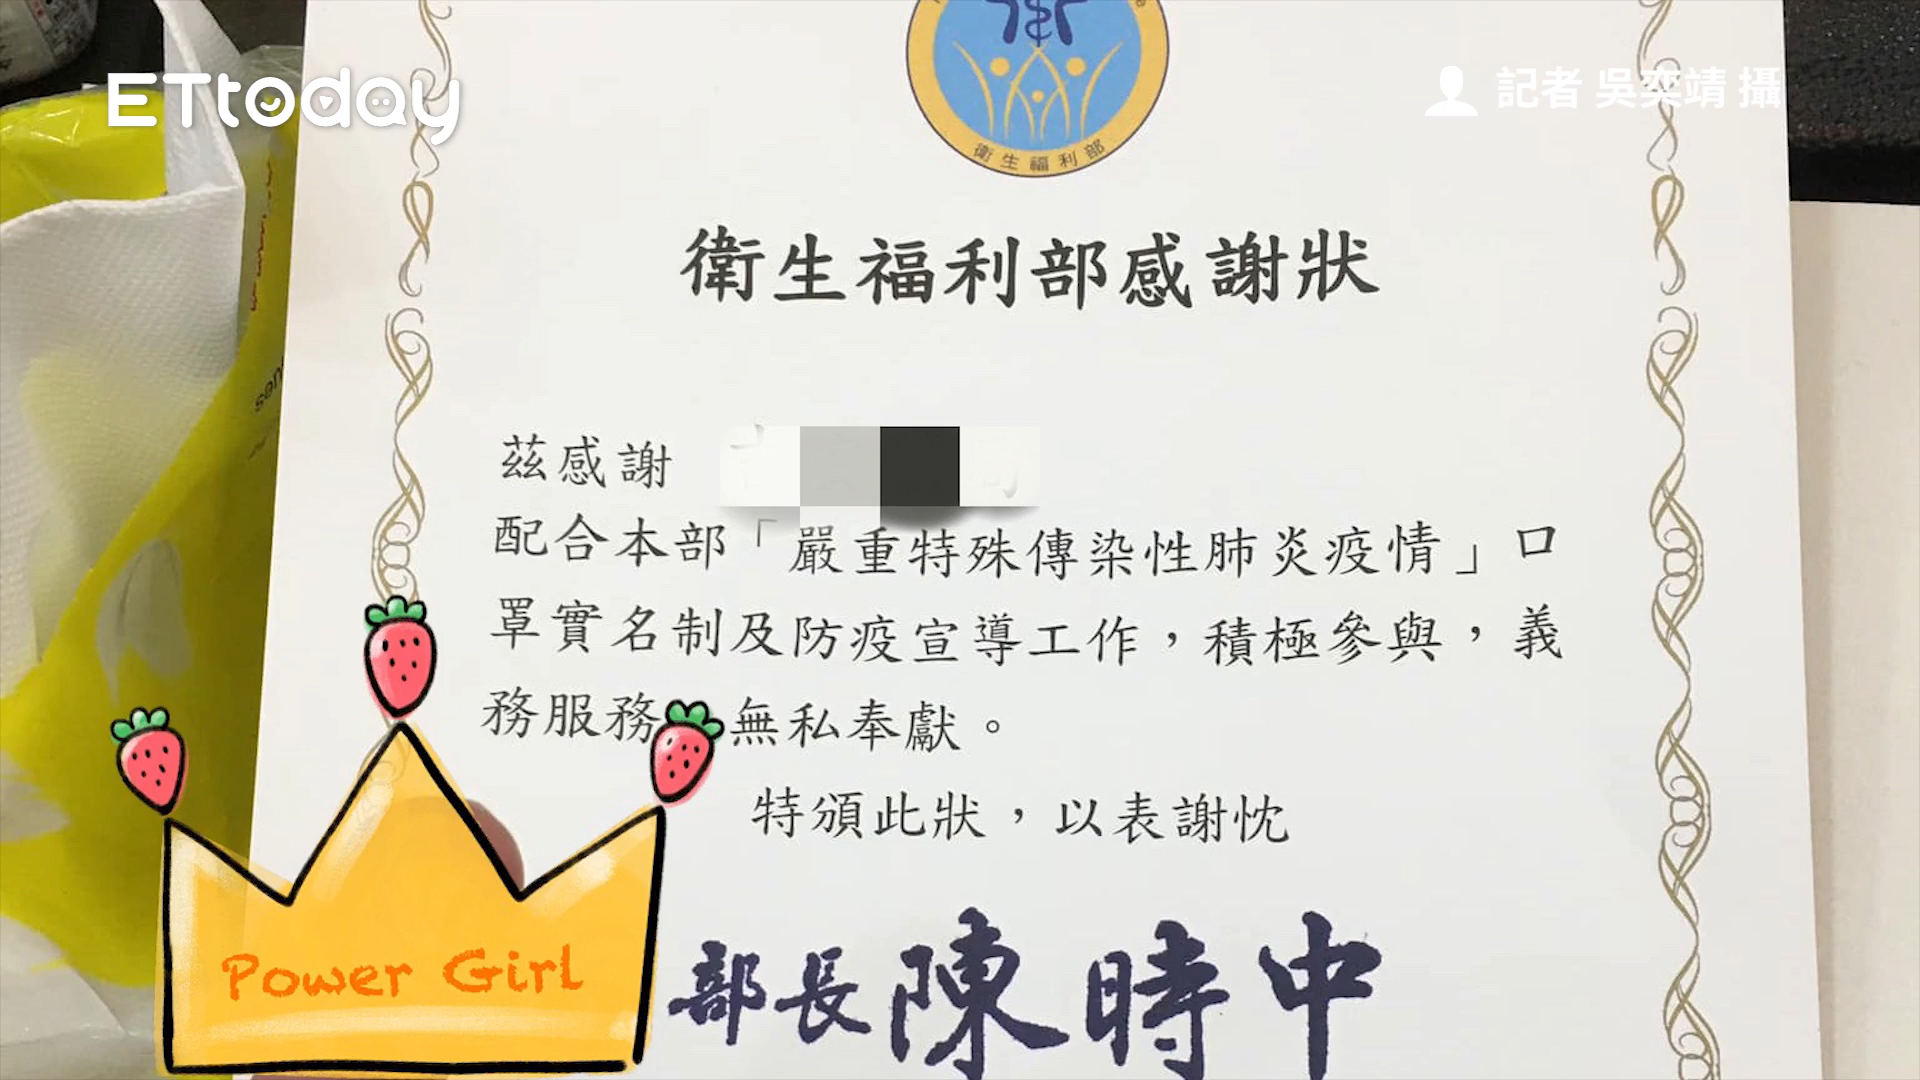 ETtoday
記者 吳奕靖 攝
衛生福利部
衛生福利部感謝狀
茲感謝
配合本部「嚴重特殊傳染性肺炎疫情」口
罩實名制及防疫宣導工作，積極參與，義
務服務 無私奉獻。
特頒此狀，以表謝忱
部長 陳時中
Power Girl